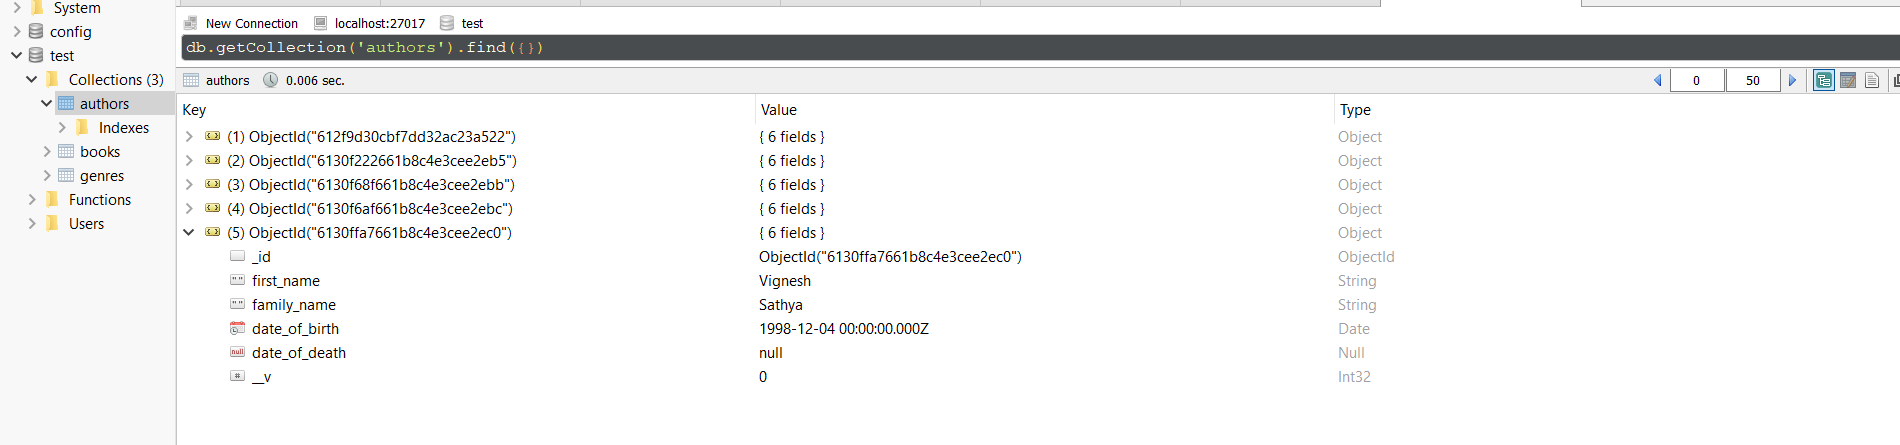 System
config
test
Collections (3)
authors
Indexes
books
genres
Functions
Users
New Connection localhost:27017 test
db.getCollection('authors').find({})
authors 0.006 sec. 0 50
Key Value Type
(1) ObjectId("612f9d30cbf7dd32ac23a522") { 6 fields } Object
(2) ObjectId("6130f222661b8c4e3cee2eb5") { 6 fields } Object
(3) ObjectId("6130f68f661b8c4e3cee2ebb") { 6 fields } Object
(4) ObjectId("6130f6af661b8c4e3cee2ebc") { 6 fields } Object
(5) ObjectId("6130ffa7661b8c4e3cee2ec0") { 6 fields } Object
_id ObjectId("6130ffa7661b8c4e3cee2ec0") ObjectId
first_name Vignesh String
family_name Sathya String
date_of_birth 1998-12-04 00:00:00.000Z Date
null date_of_death null Null
# __v 0 Int32